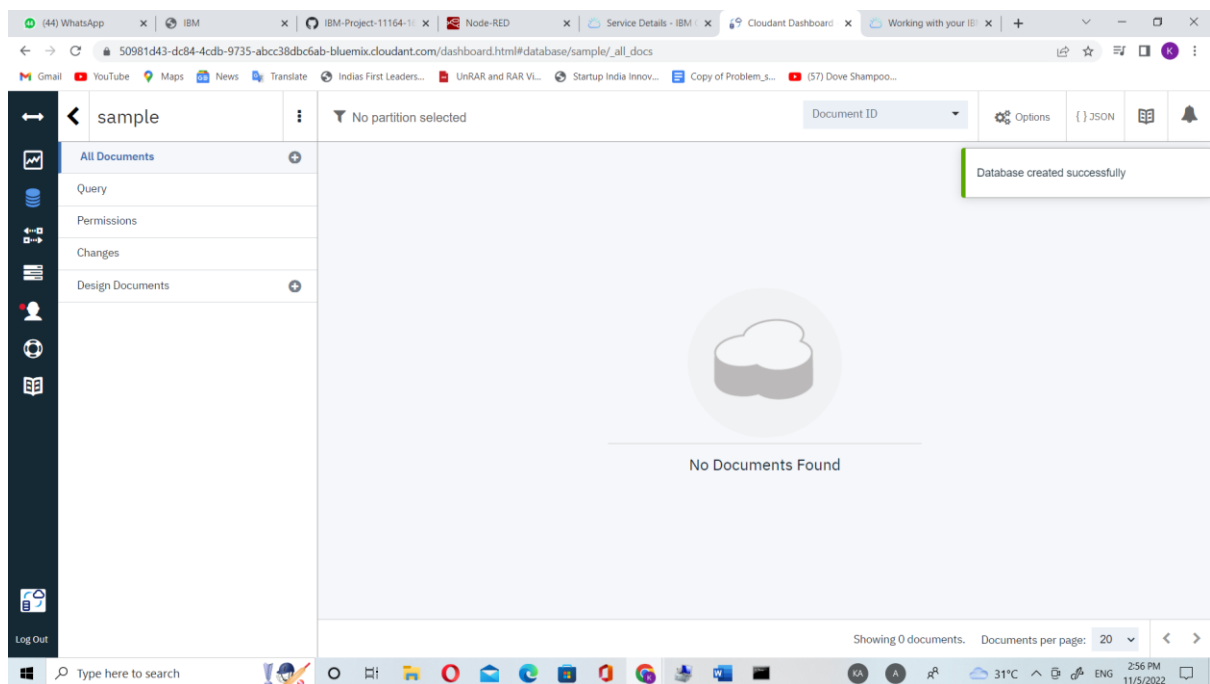 (44) WhatsApp
IBM
IBM-Project-11164-1
Node-RED
Service Details - IBM
Cloudant Dashboard
Working with your IB
50981d43-dc84-4cdb-9735-abcc38dbc6ab-bluemix.cloudant.com/dashboard.html#database/sample/_all_docs
K
Gmail
YouTube
Maps
News
Translate
Indias First Leaders...
UnRAR and RAR Vi...
Startup India Innov...
Copy of Problem_s...
(57) Dove Shampoo...
sample
No partition selected
Document ID
Options
{ } JSON
All Documents
Database created successfully
Query
Permissions
Changes
Design Documents
No Documents Found
Log Out
Showing 0 documents.
Documents per page: 20
Type here to search
KA
A
31°C
ENG
2:56 PM
11/5/2022